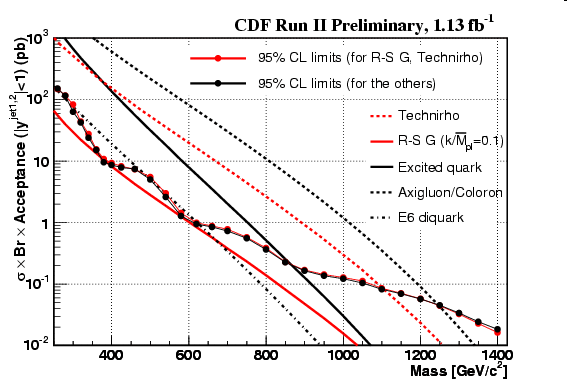 CDF Run II Preliminary, 1.13 fb⁻¹
σ × Br × Acceptance (|y^jet1,2|<1) (pb)
95% CL limits (for R-S G, Technirho)
95% CL limits (for the others)
Technirho
R-S G (k/M̅_pl=0.1)
Excited quark
Axigluon/Coloron
E6 diquark
10³
10²
10
1
10⁻¹
10⁻²
400 600 800 1000 1200 1400
Mass [GeV/c²]